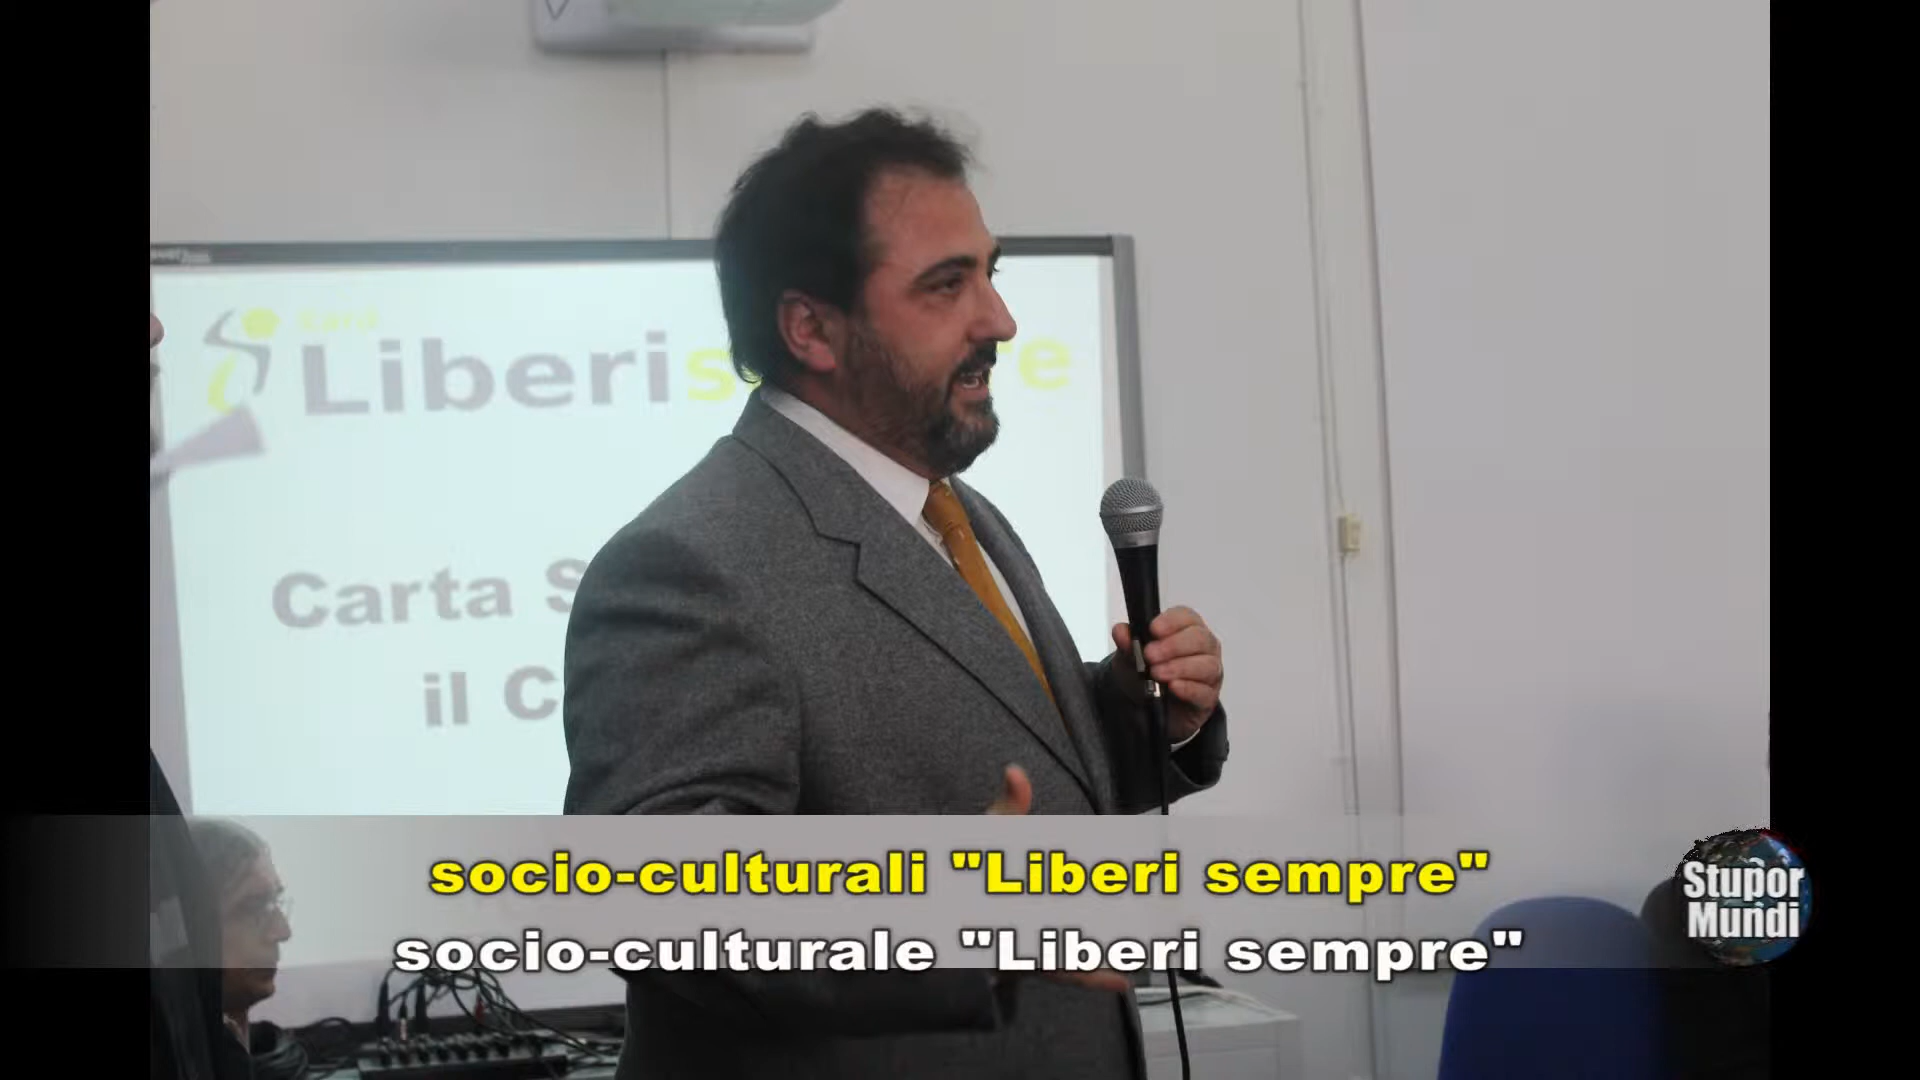 Liberi
Carta
il
socio-culturali "Liberi sempre"
socio-culturale "Liberi sempre"
Stupor
Mundi